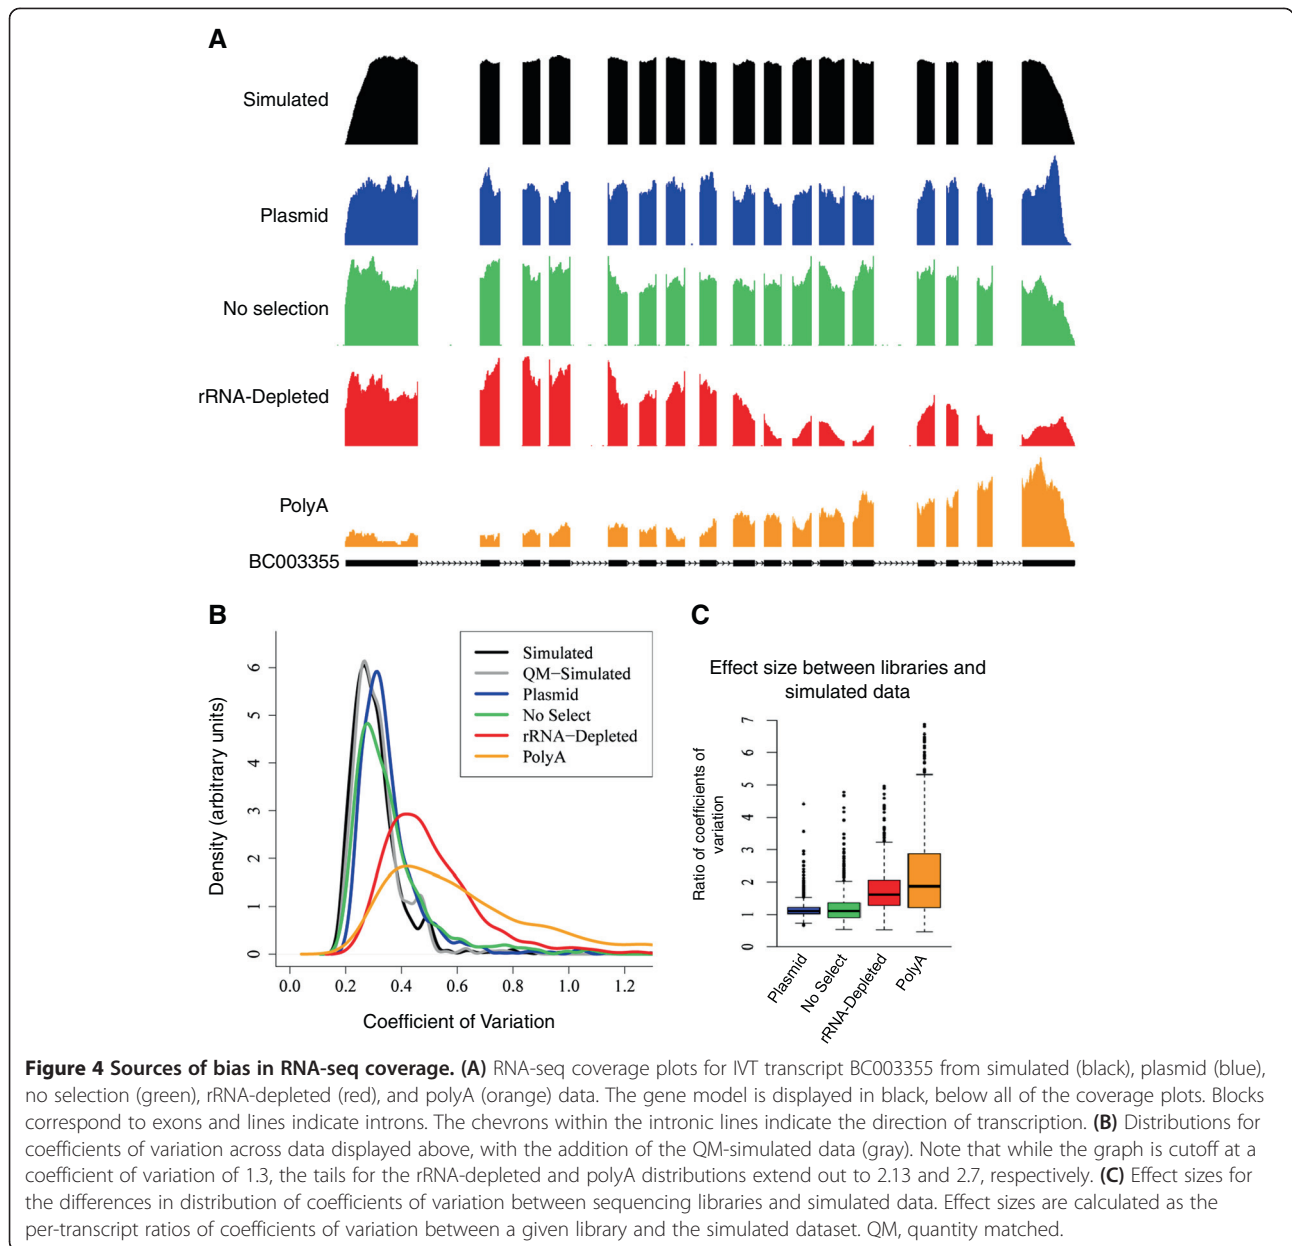 A
Simulated
Plasmid
No selection
rRNA-Depleted
PolyA
BC003355
B
Density (arbitrary units)
0 1 2 3 4 5 6
0.0 0.2 0.4 0.6 0.8 1.0 1.2
Coefficient of Variation
Simulated
QM−Simulated
Plasmid
No Select
rRNA−Depleted
PolyA
C
Effect size between libraries and
simulated data
Ratio of coefficients of
variation
0 1 2 3 4 5 6 7
Plasmid
No Select
rRNA-Depleted
PolyA
Figure 4 Sources of bias in RNA-seq coverage. (A) RNA-seq coverage plots for IVT transcript BC003355 from simulated (black), plasmid (blue),
no selection (green), rRNA-depleted (red), and polyA (orange) data. The gene model is displayed in black, below all of the coverage plots. Blocks
correspond to exons and lines indicate introns. The chevrons within the intronic lines indicate the direction of transcription. (B) Distributions for
coefficients of variation across data displayed above, with the addition of the QM-simulated data (gray). Note that while the graph is cutoff at a
coefficient of variation of 1.3, the tails for the rRNA-depleted and polyA distributions extend out to 2.13 and 2.7, respectively. (C) Effect sizes for
the differences in distribution of coefficients of variation between sequencing libraries and simulated data. Effect sizes are calculated as the
per-transcript ratios of coefficients of variation between a given library and the simulated dataset. QM, quantity matched.